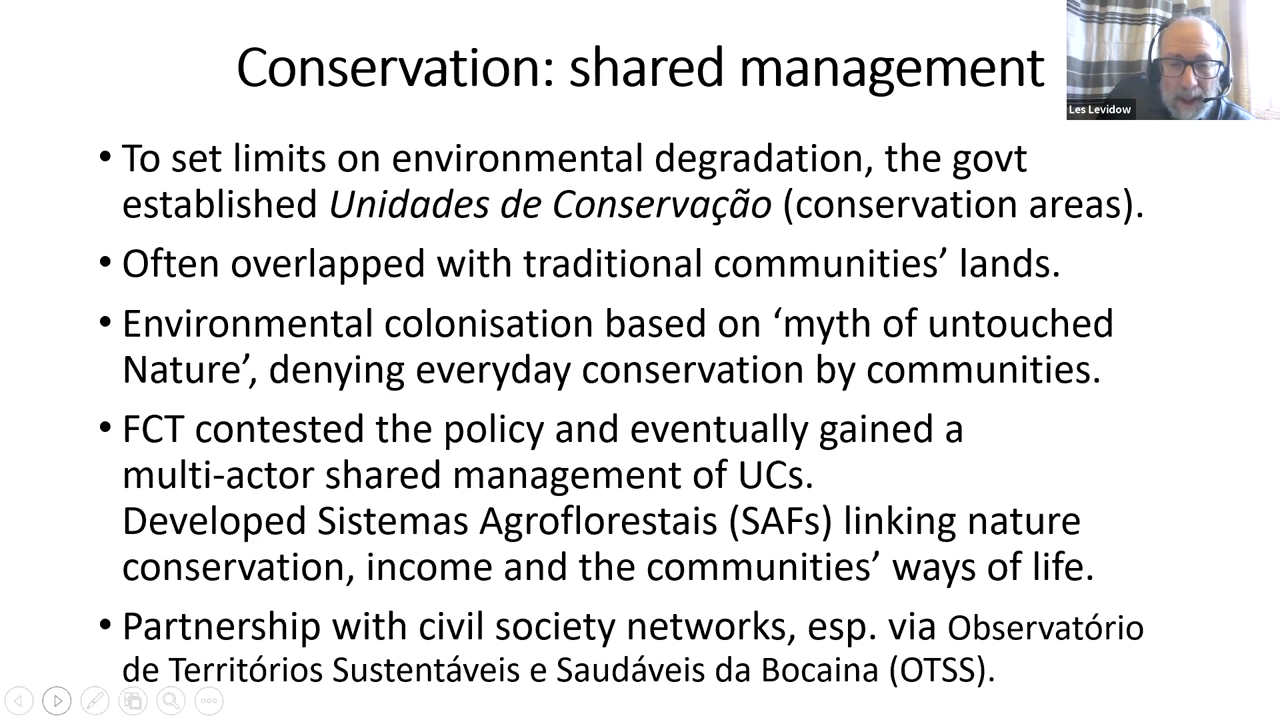 Conservation: shared management
Les Levidow
• To set limits on environmental degradation, the govt
established Unidades de Conservação (conservation areas).
• Often overlapped with traditional communities’ lands.
• Environmental colonisation based on ‘myth of untouched
Nature’, denying everyday conservation by communities.
• FCT contested the policy and eventually gained a
multi-actor shared management of UCs.
Developed Sistemas Agroflorestais (SAFs) linking nature
conservation, income and the communities’ ways of life.
• Partnership with civil society networks, esp. via Observatório
de Territórios Sustentáveis e Saudáveis da Bocaina (OTSS).